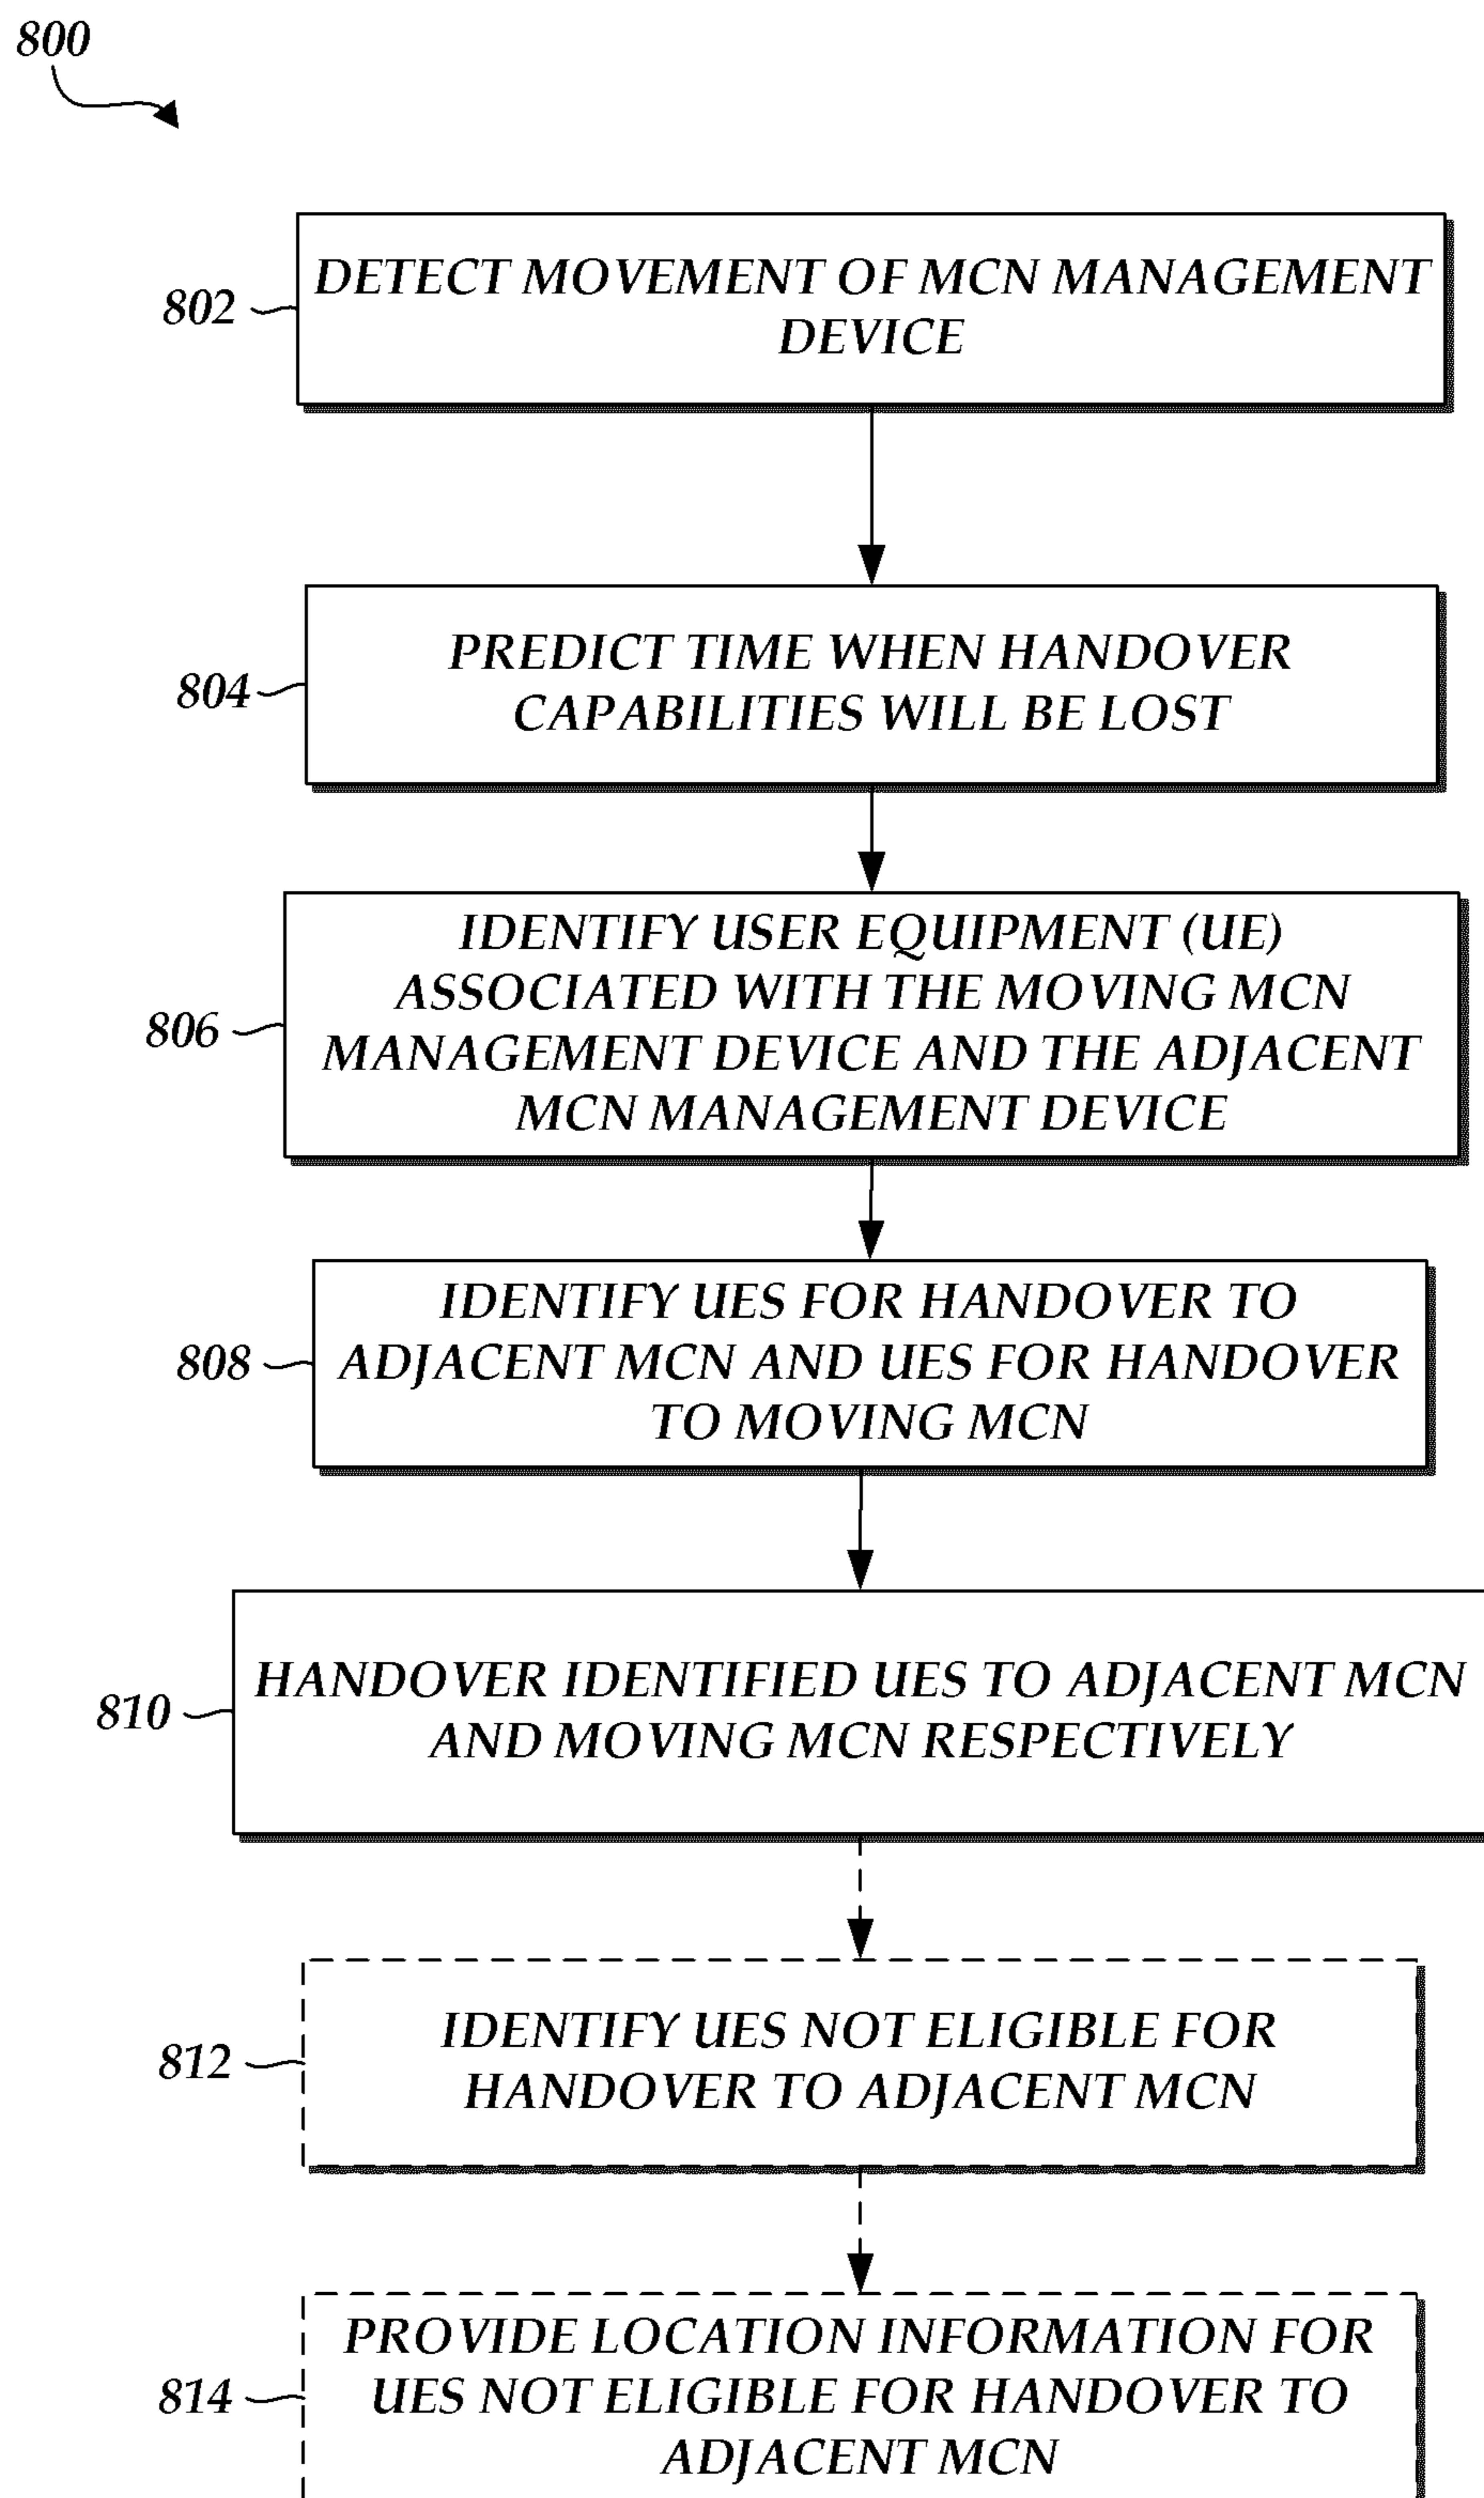 800
802
DETECT MOVEMENT OF MCN MANAGEMENT
DEVICE
804
PREDICT TIME WHEN HANDOVER
CAPABILITIES WILL BE LOST
806
IDENTIFY USER EQUIPMENT (UE)
ASSOCIATED WITH THE MOVING MCN
MANAGEMENT DEVICE AND THE ADJACENT
MCN MANAGEMENT DEVICE
808
IDENTIFY UES FOR HANDOVER TO
ADJACENT MCN AND UES FOR HANDOVER
TO MOVING MCN
810
HANDOVER IDENTIFIED UES TO ADJACENT MCN
AND MOVING MCN RESPECTIVELY
812
IDENTIFY UES NOT ELIGIBLE FOR
HANDOVER TO ADJACENT MCN
814
PROVIDE LOCATION INFORMATION FOR
UES NOT ELIGIBLE FOR HANDOVER TO
ADJACENT MCN